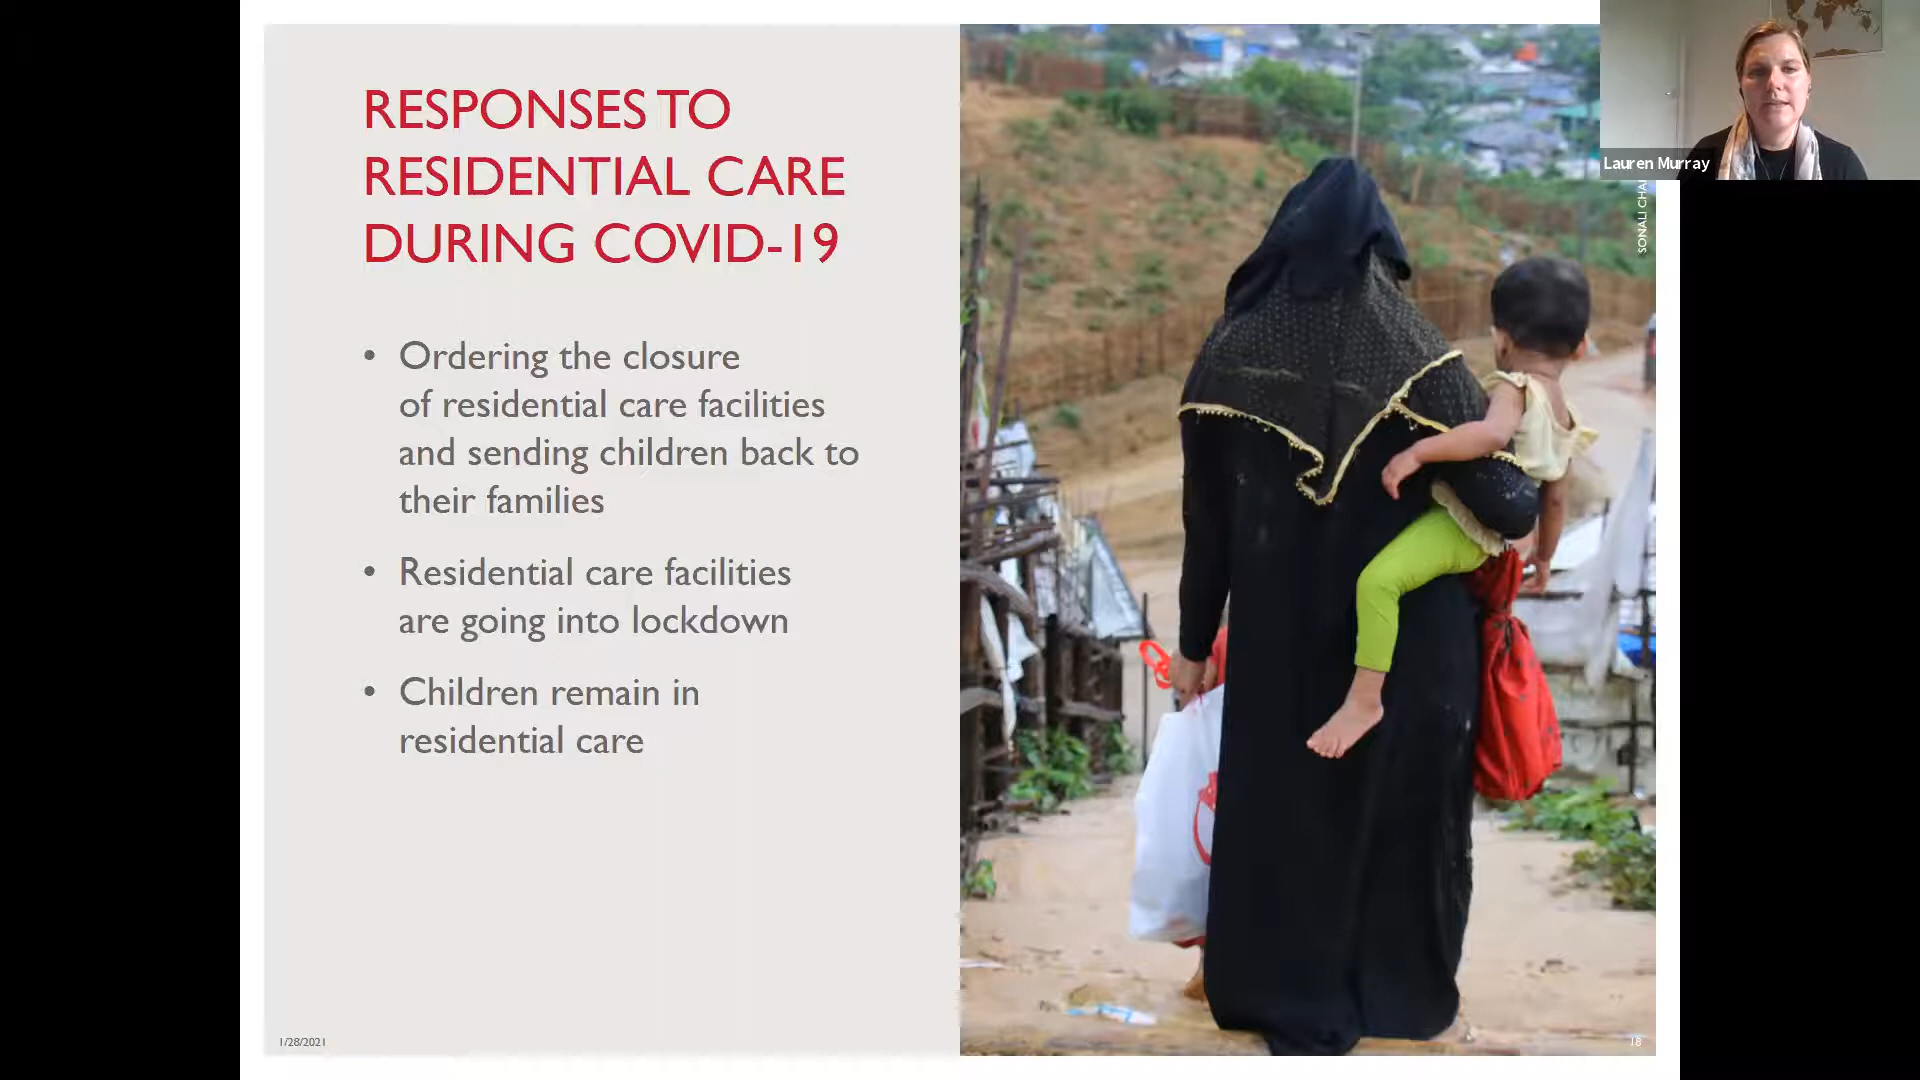 RESPONSES TO
RESIDENTIAL CARE
DURING COVID-19
• Ordering the closure
of residential care facilities
and sending children back to
their families
• Residential care facilities
are going into lockdown
• Children remain in
residential care
1/28/2021
18
SONALI
Lauren Murray